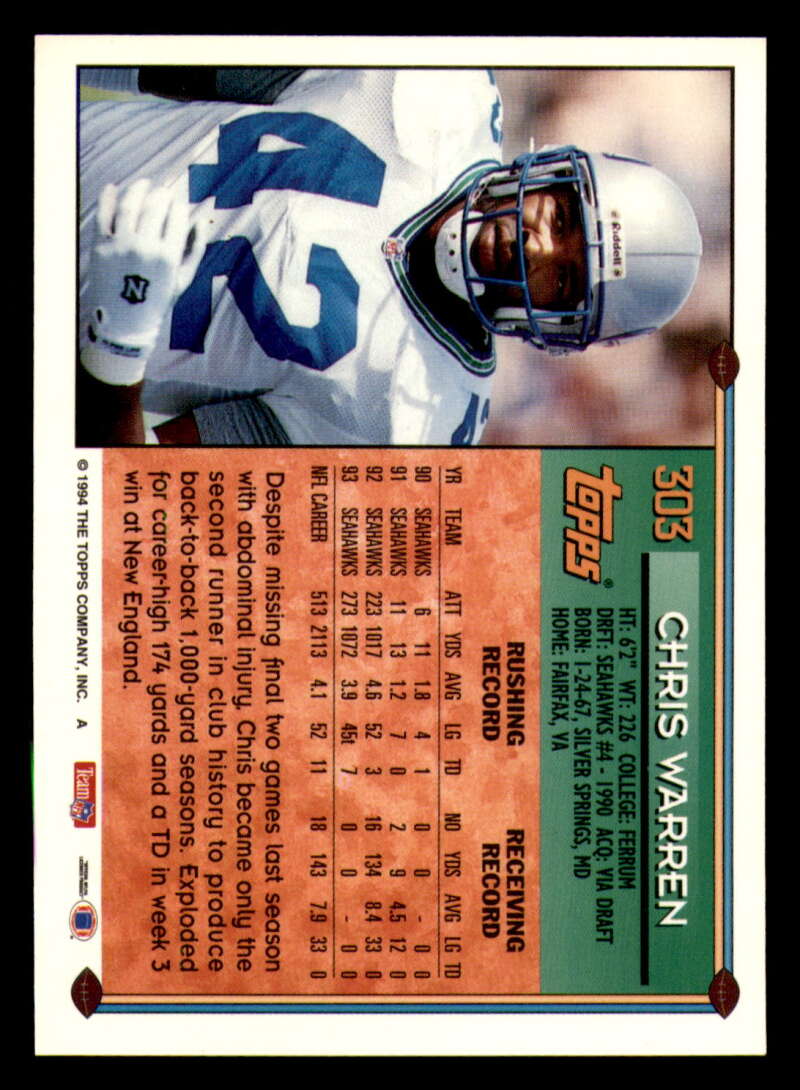 303
CHRIS WARREN
Topps®
HT: 6'2" WT: 226 COLLEGE: FERRUM
DRFT: SEAHAWKS #4 - 1990 ACQ: VIA DRAFT
BORN: 1-24-67, SILVER SPRINGS, MD
HOME: FAIRFAX, VA
RUSHING RECORD RECEIVING RECORD
YR TEAM ATT YDS AVG LG TD NO YDS AVG LG TD
90 SEAHAWKS 6 11 1.8 4 1 0 0 - 0 0
91 SEAHAWKS 11 13 1.2 7 0 2 9 4.5 12 0
92 SEAHAWKS 223 1017 4.6 52 3 16 134 8.4 33 0
93 SEAHAWKS 273 1072 3.9 45t 7 0 0 - 0 0
NFL CAREER 513 2113 4.1 52 11 18 143 7.9 33 0
Despite missing final two games last season
with abdominal injury, Chris became only the
second runner in club history to produce
back-to-back 1,000-yard seasons. Exploded
for career-high 174 yards and a TD in week 3
win at New England.
© 1994 THE TOPPS COMPANY, INC. A
Team NFL
42
Riddell
N
42